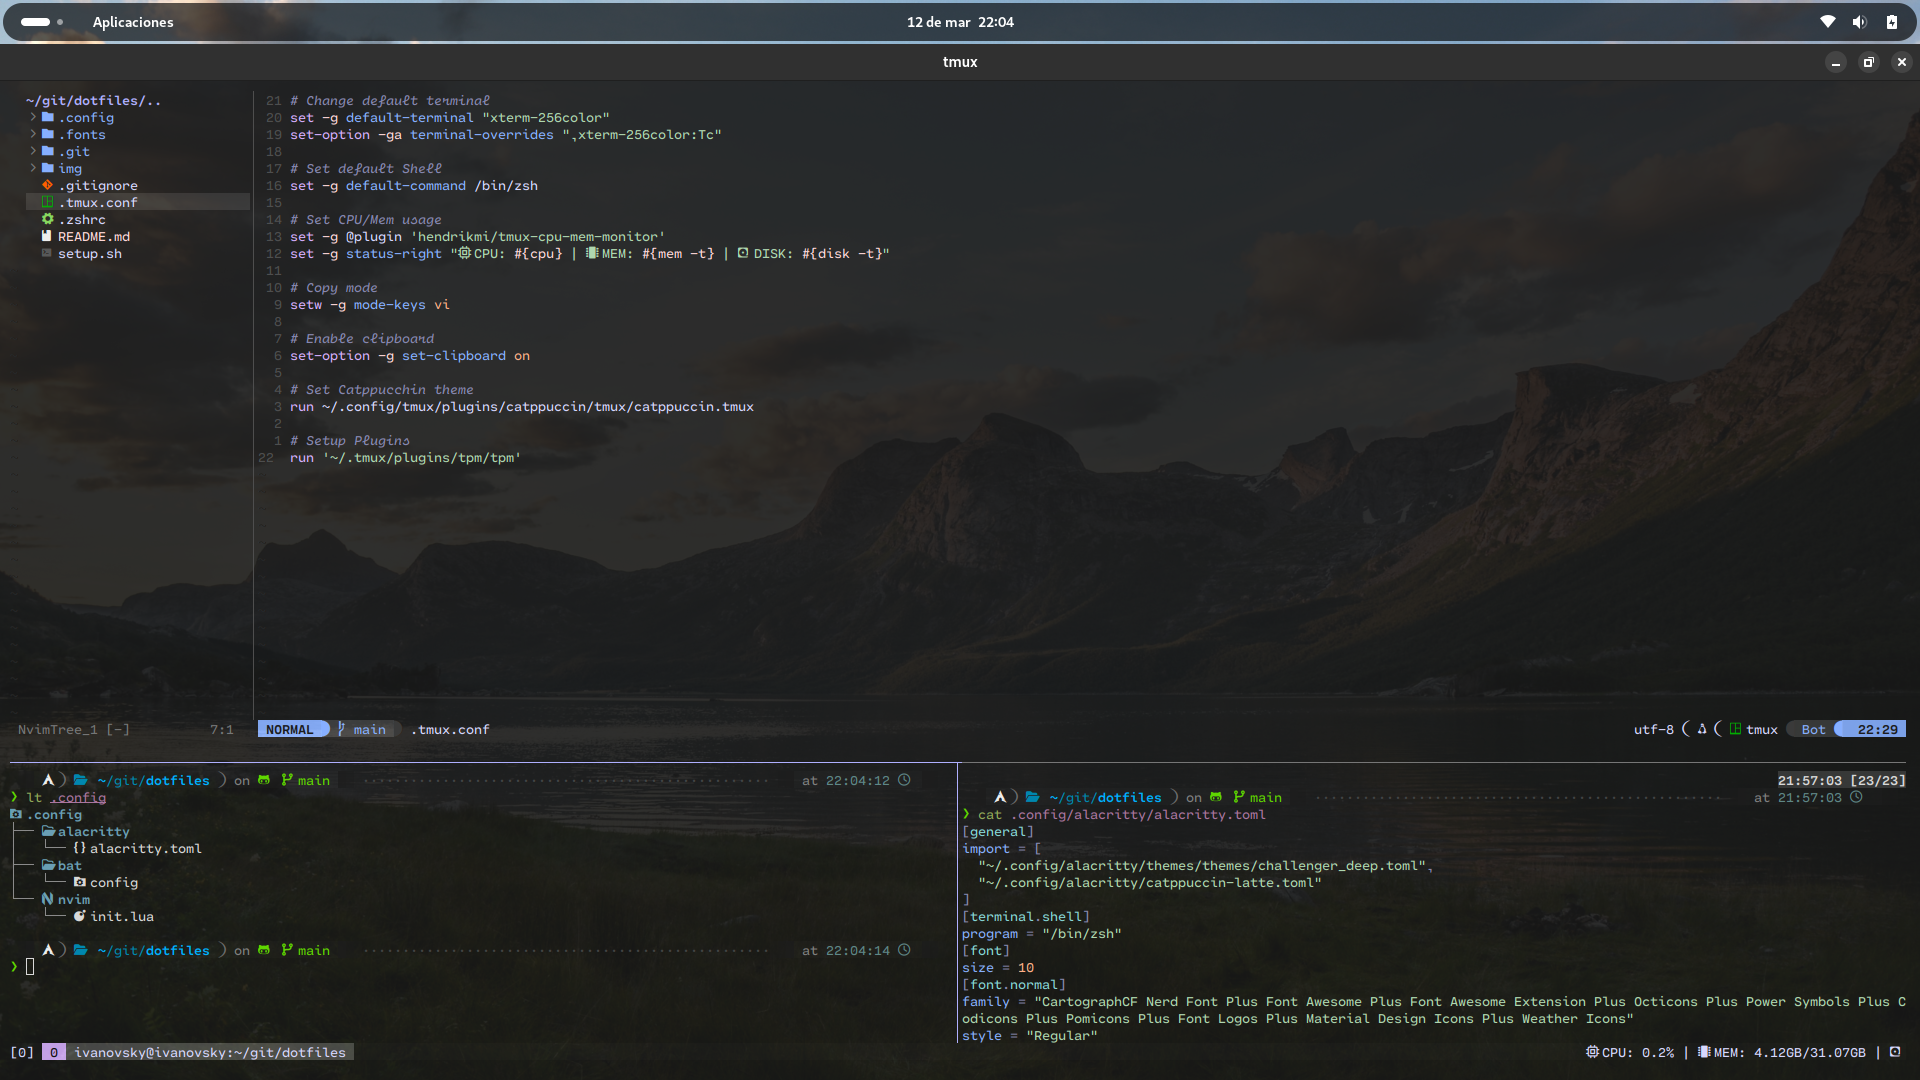 Aplicaciones
12 de mar 22:04
tmux
~/git/dotfiles/..
.config
.fonts
.git
img
.gitignore
.tmux.conf
.zshrc
README.md
setup.sh
21 # Change default terminal
20 set -g default-terminal "xterm-256color"
19 set-option -ga terminal-overrides ",xterm-256color:Tc"
18
17 # Set default Shell
16 set -g default-command /bin/zsh
15
14 # Set CPU/Mem usage
13 set -g @plugin 'hendrikmi/tmux-cpu-mem-monitor'
12 set -g status-right "CPU: #{cpu} | MEM: #{mem -t} | DISK: #{disk -t}"
11
10 # Copy mode
9 setw -g mode-keys vi
8
7 # Enable clipboard
6 set-option -g set-clipboard on
5
4 # Set Catppucchin theme
3 run ~/.config/tmux/plugins/catppuccin/tmux/catppuccin.tmux
2
1 # Setup Plugins
22 run '~/.tmux/plugins/tpm/tpm'
NvimTree_1 [-] 7:1
NORMAL main .tmux.conf utf-8 tmux Bot 22:29
~/git/dotfiles on main at 22:04:12
❯ lt .config
.config
alacritty
{} alacritty.toml
bat
config
nvim
init.lua
~/git/dotfiles on main at 22:04:14
❯
21:57:03 [23/23]
~/git/dotfiles on main at 21:57:03
❯ cat .config/alacritty/alacritty.toml
[general]
import = [
"~/.config/alacritty/themes/themes/challenger_deep.toml",
"~/.config/alacritty/catppuccin-latte.toml"
]
[terminal.shell]
program = "/bin/zsh"
[font]
size = 10
[font.normal]
family = "CartographCF Nerd Font Plus Font Awesome Plus Font Awesome Extension Plus Octicons Plus Power Symbols Plus C
odicons Plus Pomicons Plus Font Logos Plus Material Design Icons Plus Weather Icons"
style = "Regular"
[0] 0 ivanovsky@ivanovsky:~/git/dotfiles CPU: 0.2% | MEM: 4.12GB/31.07GB |